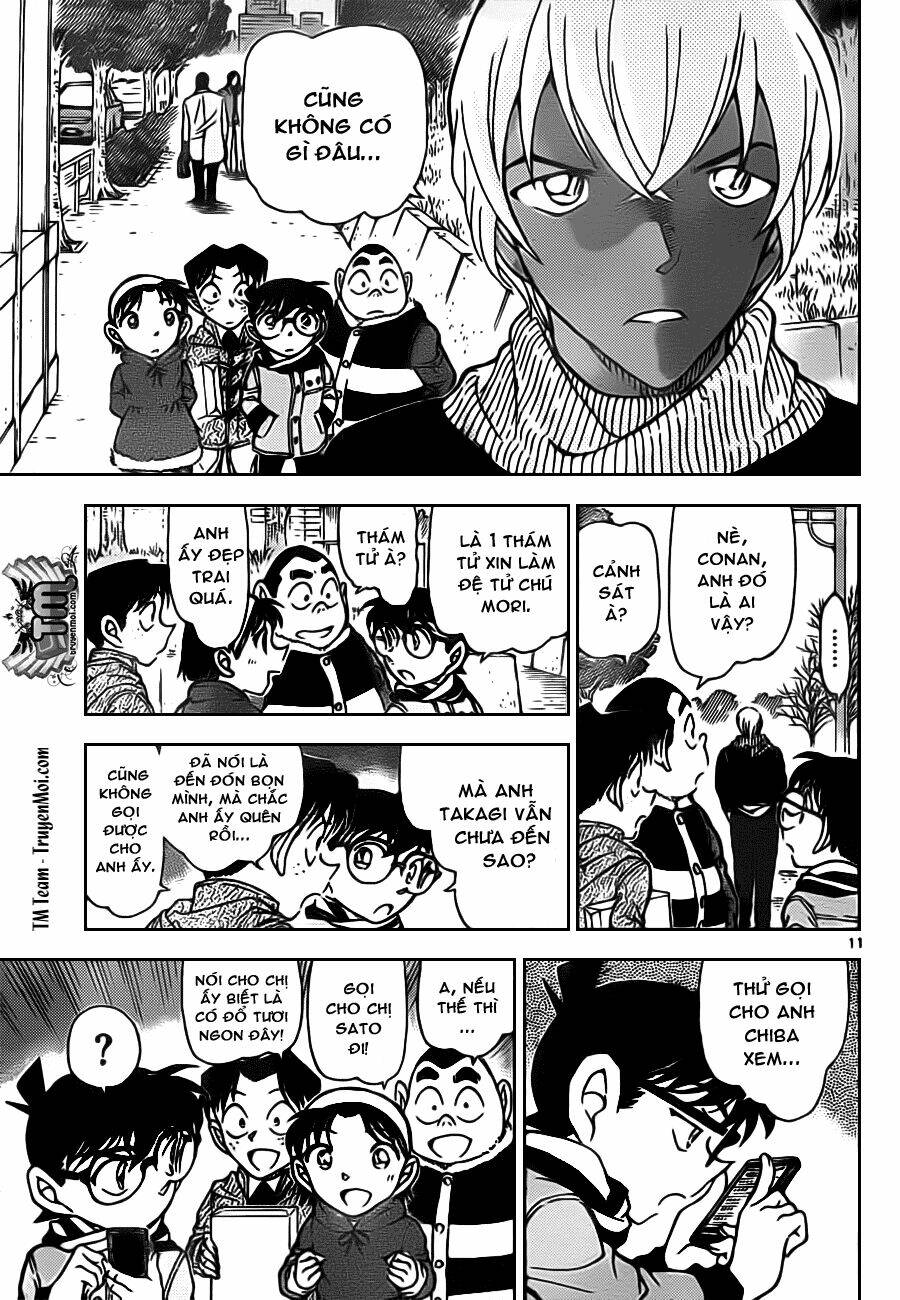 CŨNG
KHÔNG CÓ
GÌ ĐÂU...
NÈ,
CONAN,
ANH ĐÓ
LÀ AI
VẬY?
......
CẢNH
SÁT
À?
LÀ 1 THÁM
TỬ XIN LÀM
ĐỆ TỬ CHÚ
MORI.
THÁM
TỬ À?
ANH
ẤY ĐẸP
TRAI
QUÁ.
MÀ ANH
TAKAGI VẪN
CHƯA ĐẾN
SAO?
ĐÃ NÓI LÀ
ĐẾN ĐÓN BỌN
MÌNH, MÀ CHẮC
ANH ẤY QUÊN
RỒI...
CŨNG
KHÔNG
GỌI
ĐƯỢC
CHO
ANH ẤY.
11
THỬ GỌI
CHO ANH
CHIBA
XEM...
A, NẾU
THẾ THÌ
...
GỌI
CHO CHỊ
SATO
ĐI!
NÓI CHO CHỊ
ẤY BIẾT LÀ
CÓ ĐỒ TƯƠI
NGON ĐÂY!
?
TM
truyenmoi.com
TM Team - TruyenMoi.com